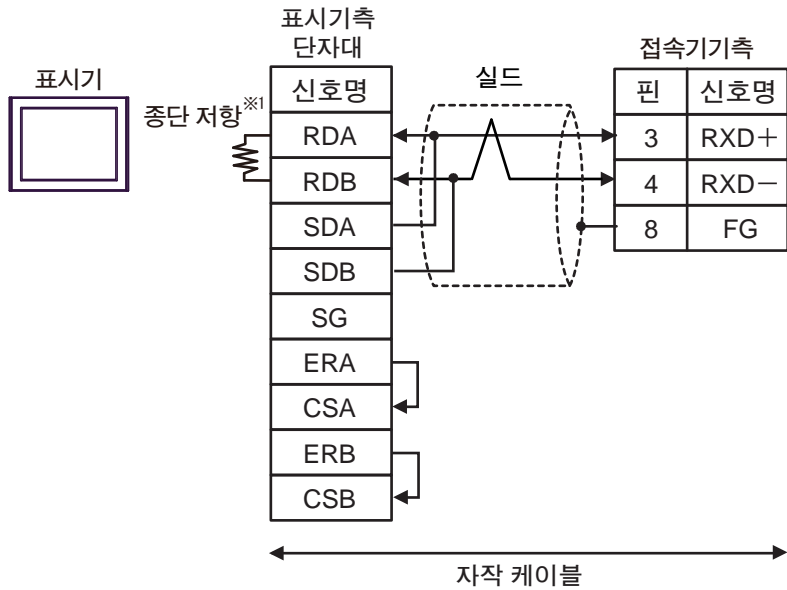 표시기
종단 저항※1
표시기측
단자대
신호명
RDA
RDB
SDA
SDB
SG
ERA
CSA
ERB
CSB
실드
접속기기측
핀 신호명
3 RXD＋
4 RXD－
8 FG
자작 케이블